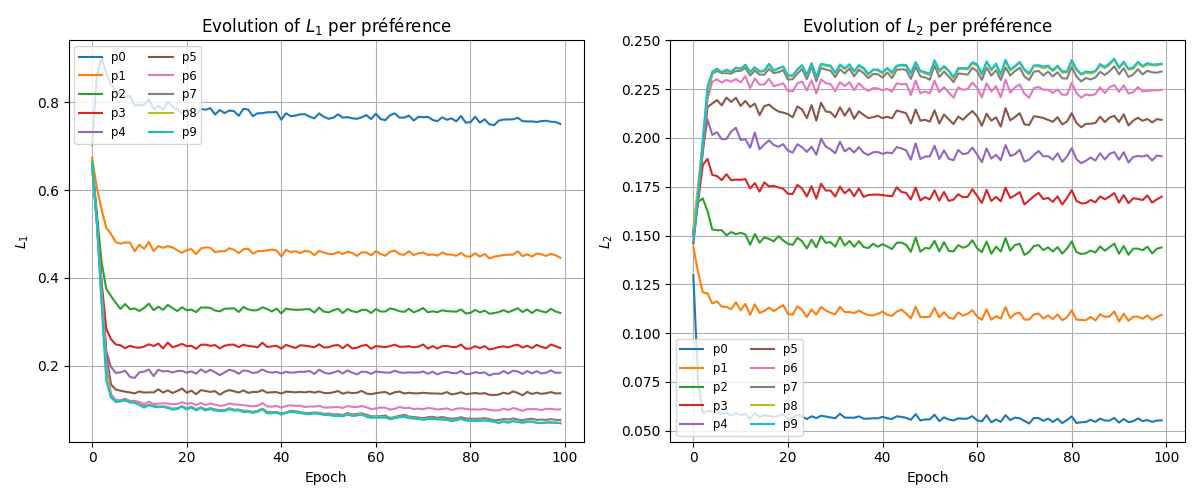 Evolution of L₁ per préférence
L₁
0.8
0.6
0.4
0.2
p0 p5
p1 p6
p2 p7
p3 p8
p4 p9
0 20 40 60 80 100
Epoch
Evolution of L₂ per préférence
L₂
0.250
0.225
0.200
0.175
0.150
0.125
0.100
0.075
0.050
p0 p5
p1 p6
p2 p7
p3 p8
p4 p9
0 20 40 60 80 100
Epoch